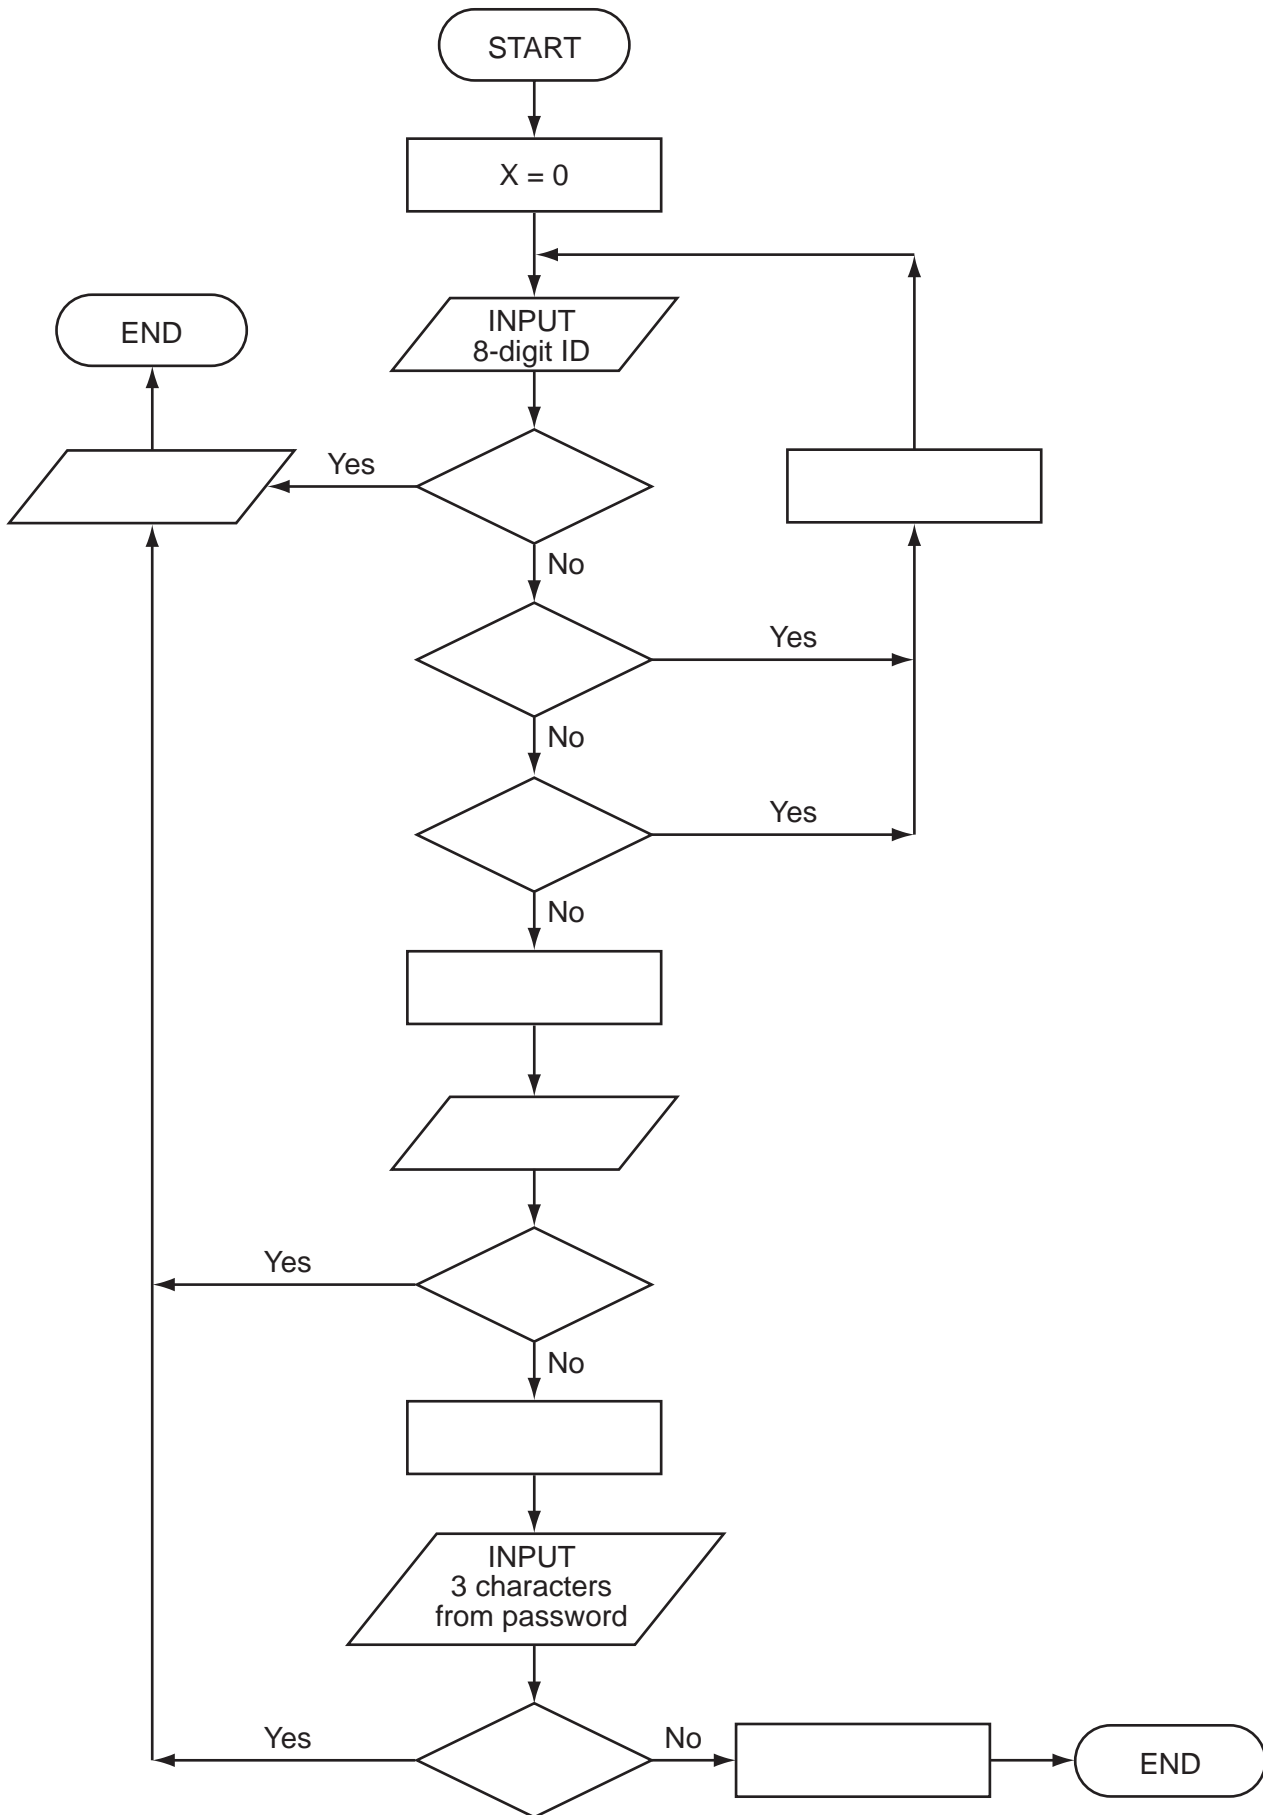 START
X = 0
INPUT
8-digit ID
END
Yes
No
Yes
No
Yes
No
Yes
No
INPUT
3 characters
from password
Yes
No
END